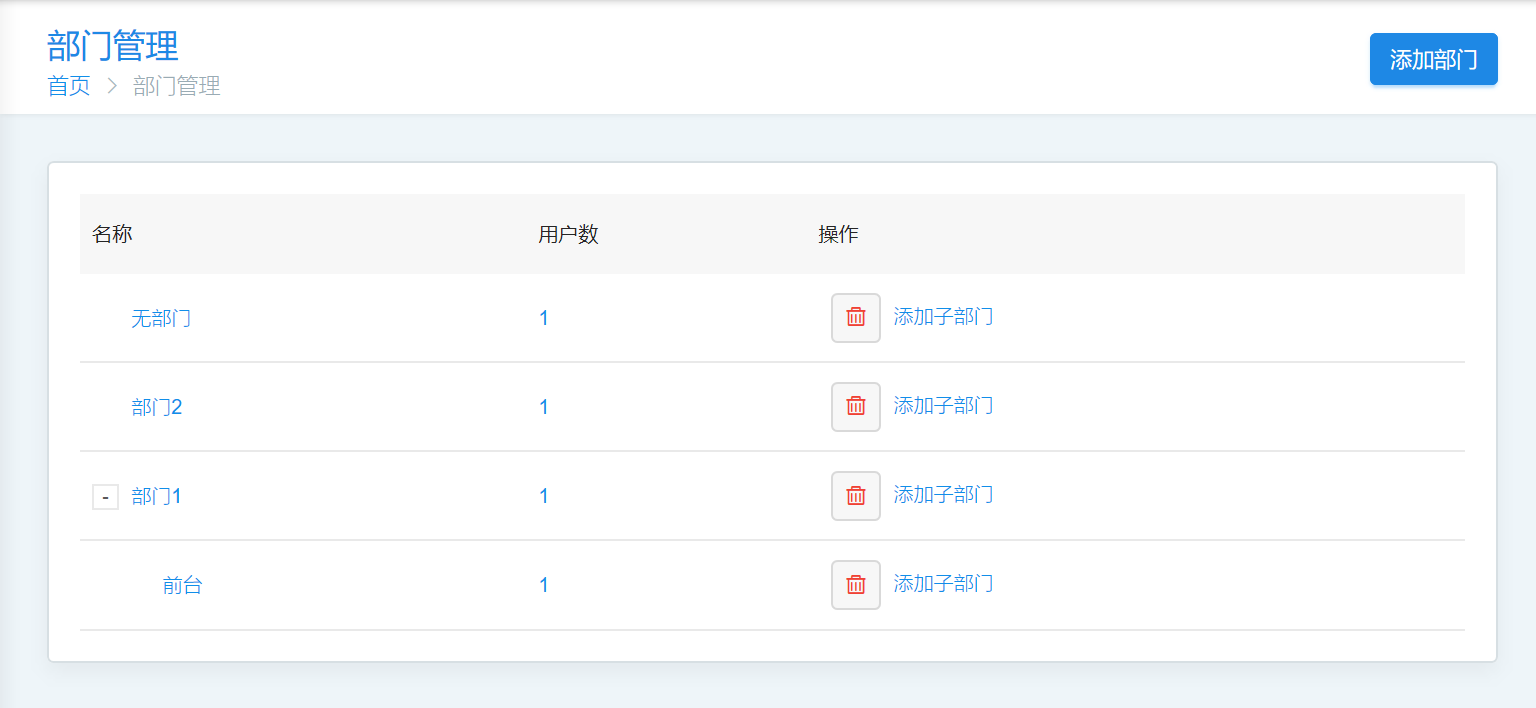 部门管理
首页 > 部门管理
添加部门
名称 用户数 操作
无部门 1 添加子部门
部门2 1 添加子部门
- 部门1 1 添加子部门
前台 1 添加子部门